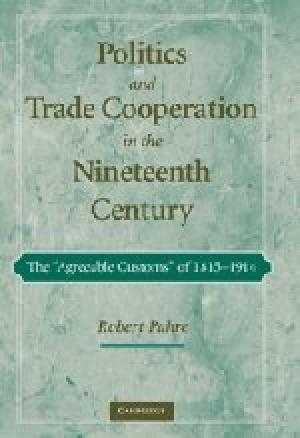 Politics
and
Trade Cooperation
in the
Nineteenth
Century
The "Agreeable Customs" of 1815–1914
Robert Pahre
CAMBRIDGE